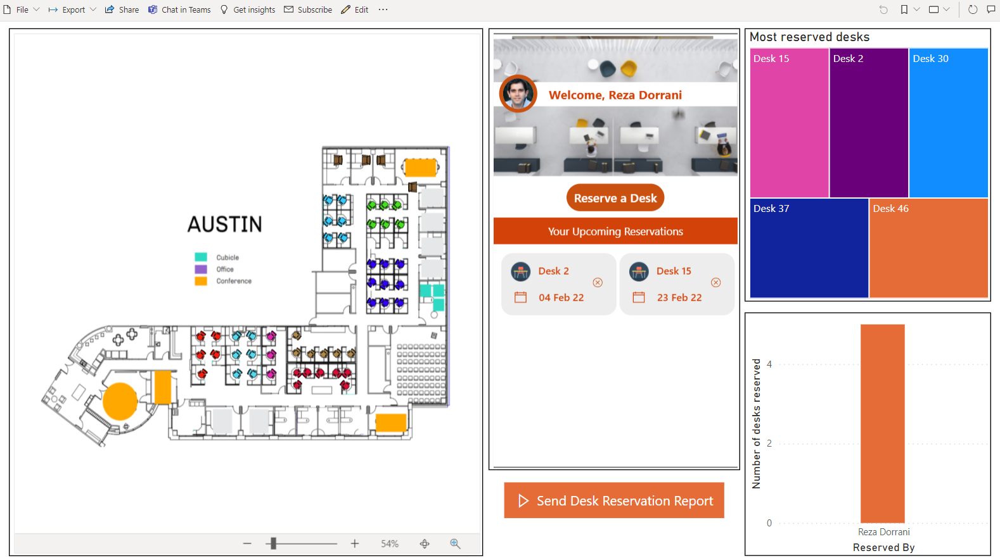 File
Export
Share
Chat in Teams
Get insights
Subscribe
Edit
AUSTIN
Cubicle
Office
Conference
54%
Welcome, Reza Dorrani
Reserve a Desk
Your Upcoming Reservations
Desk 2
04 Feb 22
Desk 15
23 Feb 22
Send Desk Reservation Report
Most reserved desks
Desk 15
Desk 2
Desk 30
Desk 37
Desk 46
Number of desks reserved
4
2
0
Reza Dorrani
Reserved By